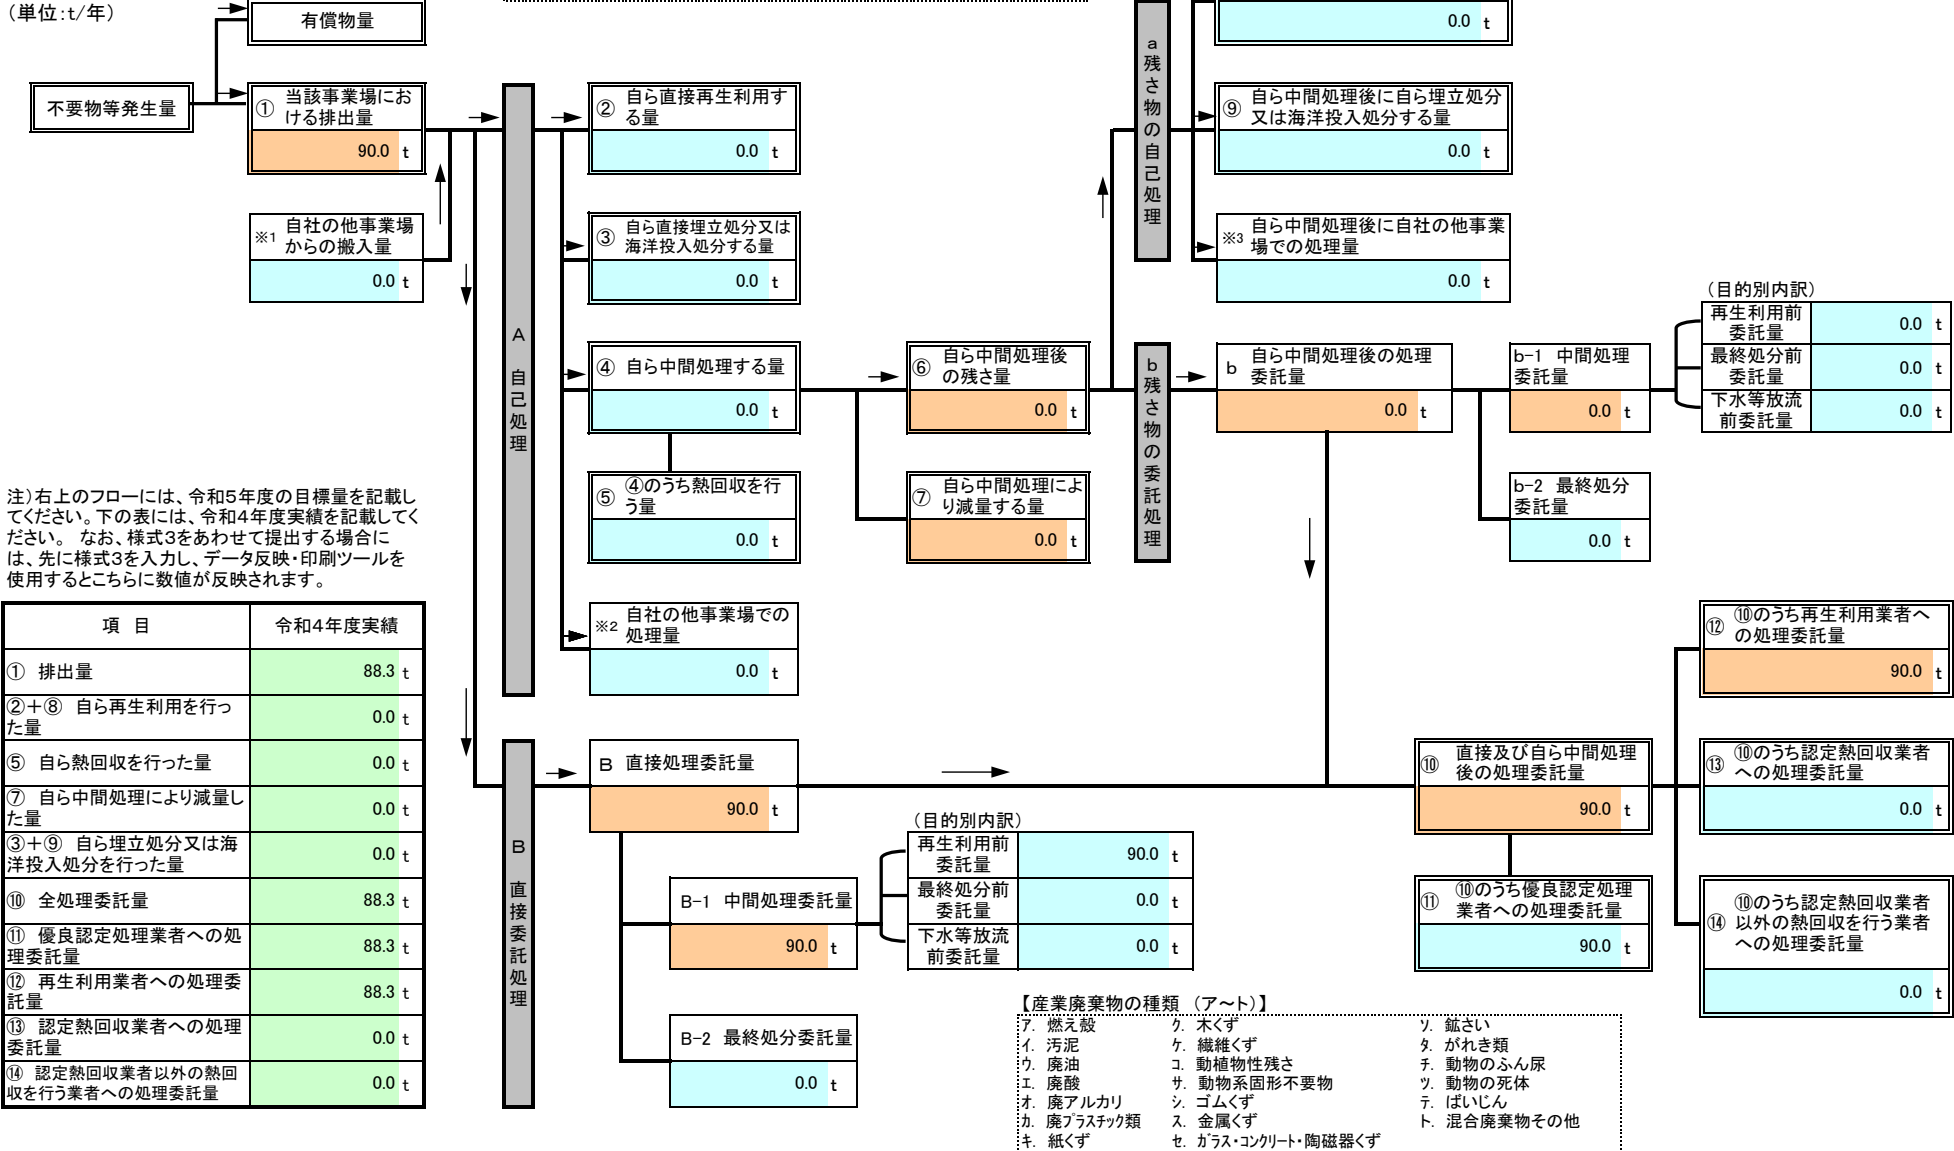 （単位：t/年）
有償物量
不要物等発生量
① 当該事業場にお
ける排出量
90.0 t
※1 自社の他事業場
からの搬入量
0.0 t
A 自己処理
② 自ら直接再生利用す
る量
0.0 t
③ 自ら直接埋立処分又は
海洋投入処分する量
0.0 t
④ 自ら中間処理する量
0.0 t
⑤ ④のうち熱回収を行
う量
0.0 t
※2 自社の他事業場での
処理量
0.0 t
⑥ 自ら中間処理後
の残さ量
0.0 t
⑦ 自ら中間処理によ
り減量する量
0.0 t
a 残さ物の自己処理
0.0 t
⑨ 自ら中間処理後に自ら埋立処分
又は海洋投入処分する量
0.0 t
※3 自ら中間処理後に自社の他事業
場での処理量
0.0 t
b 残さ物の委託処理
b 自ら中間処理後の処理
委託量
0.0 t
b-1 中間処理
委託量
0.0 t
b-2 最終処分
委託量
0.0 t
（目的別内訳）
再生利用前
委託量
0.0 t
最終処分前
委託量
0.0 t
下水等放流
前委託量
0.0 t
注）右上のフローには、令和５年度の目標量を記載し
てください。下の表には、令和４年度実績を記載してく
ださい。 なお、様式３をあわせて提出する場合に
は、先に様式３を入力し、データ反映・印刷ツールを
使用するとこちらに数値が反映されます。
項 目 令和４年度実績
① 排出量 88.3 t
②＋⑧ 自ら再生利用を行っ
た量 0.0 t
⑤ 自ら熱回収を行った量 0.0 t
⑦ 自ら中間処理により減量し
た量 0.0 t
③＋⑨ 自ら埋立処分又は海
洋投入処分を行った量 0.0 t
⑩ 全処理委託量 88.3 t
⑪ 優良認定処理業者への処
理委託量 88.3 t
⑫ 再生利用業者への処理委
託量 88.3 t
⑬ 認定熱回収業者への処理
委託量 0.0 t
⑭ 認定熱回収業者以外の熱回
収を行う業者への処理委託量 0.0 t
B 直接委託処理
B 直接処理委託量
90.0 t
B-1 中間処理委託量
90.0 t
B-2 最終処分委託量
0.0 t
（目的別内訳）
再生利用前
委託量
90.0 t
最終処分前
委託量
0.0 t
下水等放流
前委託量
0.0 t
⑩ 直接及び自ら中間処理
後の処理委託量
90.0 t
⑪ ⑩のうち優良認定処理
業者への処理委託量
90.0 t
⑫ ⑩のうち再生利用業者へ
の処理委託量
90.0 t
⑬ ⑩のうち認定熱回収業者
への処理委託量
0.0 t
⑭ ⑩のうち認定熱回収業者
以外の熱回収を行う業者
への処理委託量
0.0 t
【産業廃棄物の種類 （ア～ト）】
ｱ. 燃え殻 ｸ. 木くず ｿ. 鉱さい
ｲ. 汚泥 ｹ. 繊維くず ﾀ. がれき類
ｳ. 廃油 ｺ. 動植物性残さ ﾁ. 動物のふん尿
ｴ. 廃酸 ｻ. 動物系固形不要物 ﾂ. 動物の死体
ｵ. 廃アルカリ ｼ. ゴムくず ﾃ. ばいじん
ｶ. 廃ﾌﾟﾗｽﾁｯｸ類 ｽ. 金属くず ﾄ. 混合廃棄物その他
ｷ. 紙くず ｾ. ｶﾞﾗｽ・ｺﾝｸﾘｰﾄ・陶磁器くず